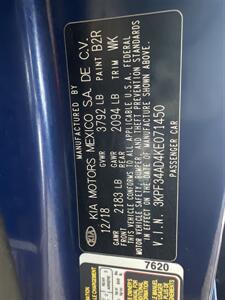 KIA KIA MOTORS MEXICO S.A. DE C.V.
MANUFACTURED BY
PAINT B2R
12/18 GVWR 3792 LB
GAWR FRONT 2183 LB GAWR REAR 2094 LB TRIM WK
THIS VEHICLE CONFORMS TO ALL APPLICABLE U.S.A. FEDERAL
MOTOR VEHICLE SAFETY, BUMPER AND THEFT PREVENTION STANDARDS
IN EFFECT ON THE DATE OF MANUFACTURE SHOWN ABOVE.
V.I.N. 3KPF34AD4KE071450
PASSENGER CAR
7620